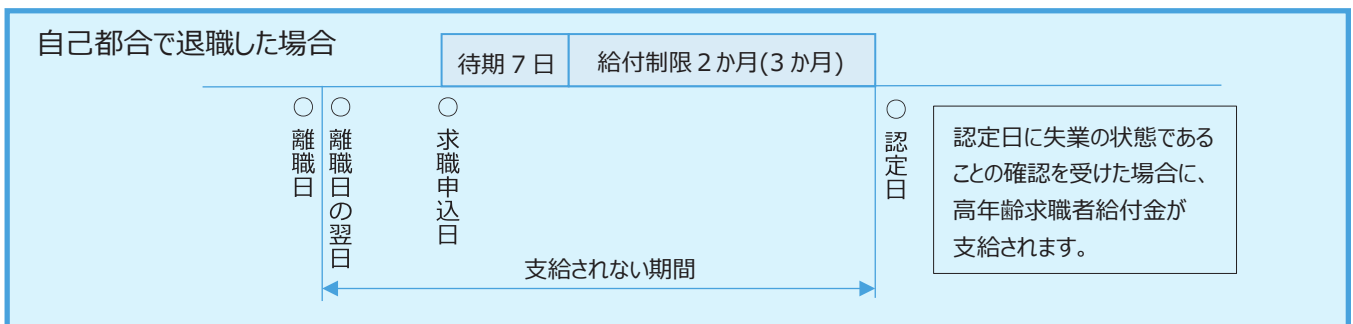 自己都合で退職した場合
待期 7 日
給付制限２か月(3 か月)
○ 離職日
○ 離職日の翌日
○ 求職申込日
○ 認定日
認定日に失業の状態である
ことの確認を受けた場合に、
高年齢求職者給付金が
支給されます。
支給されない期間